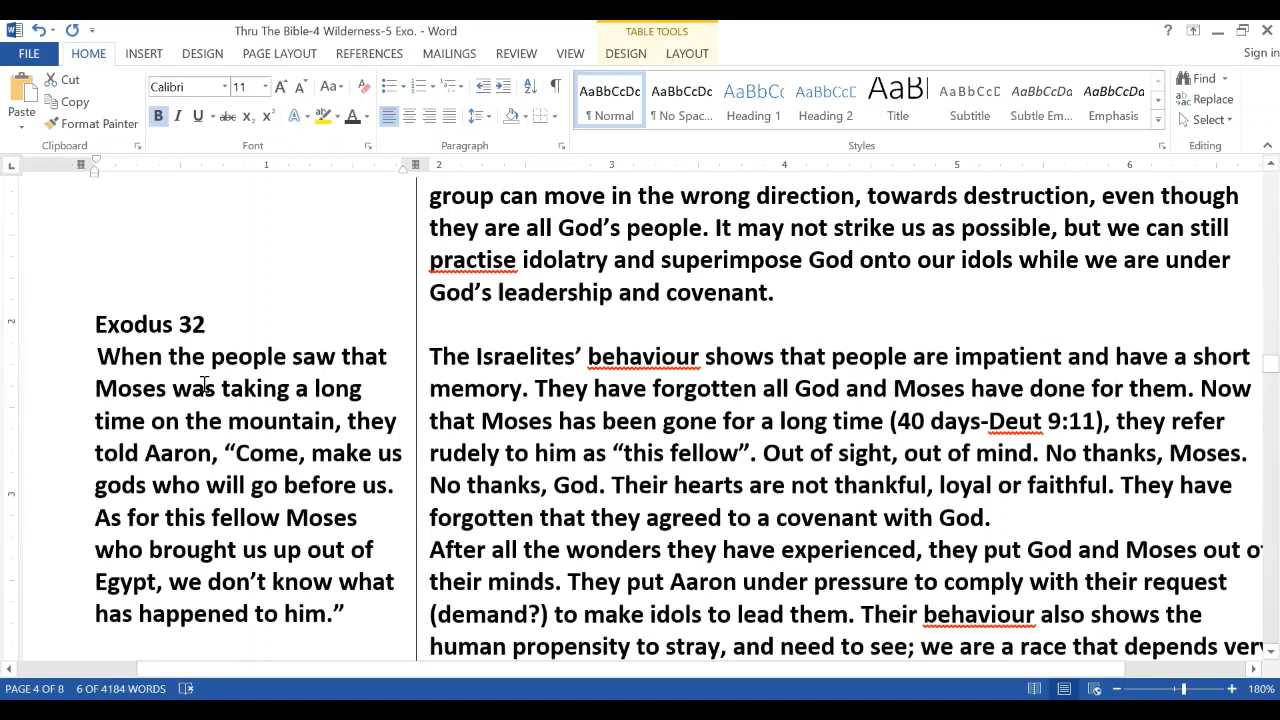 Thru The Bible-4 Wilderness-5 Exo. - Word
TABLE TOOLS
Sign in
FILE HOME INSERT DESIGN PAGE LAYOUT REFERENCES MAILINGS REVIEW VIEW DESIGN LAYOUT
Cut
Copy
Format Painter
Paste
Clipboard
Calibri 11
Font
Paragraph
AaBbCcDc AaBbCcDc AaBbCc AaBbCcD AaBl AaBbCcD AaBbCcDc AaBbCcDc
¶ Normal ¶ No Spac... Heading 1 Heading 2 Title Subtitle Subtle Em... Emphasis
Styles
Find
Replace
Select
Editing
1 2 3 4 5 6
group can move in the wrong direction, towards destruction, even though
they are all God’s people. It may not strike us as possible, but we can still
practise idolatry and superimpose God onto our idols while we are under
God’s leadership and covenant.
Exodus 32
When the people saw that
Moses was taking a long
time on the mountain, they
told Aaron, “Come, make us
gods who will go before us.
As for this fellow Moses
who brought us up out of
Egypt, we don’t know what
has happened to him.”
The Israelites’ behaviour shows that people are impatient and have a short
memory. They have forgotten all God and Moses have done for them. Now
that Moses has been gone for a long time (40 days-Deut 9:11), they refer
rudely to him as “this fellow”. Out of sight, out of mind. No thanks, Moses.
No thanks, God. Their hearts are not thankful, loyal or faithful. They have
forgotten that they agreed to a covenant with God.
After all the wonders they have experienced, they put God and Moses out of
their minds. They put Aaron under pressure to comply with their request
(demand?) to make idols to lead them. Their behaviour also shows the
human propensity to stray, and need to see; we are a race that depends very
2
3
PAGE 4 OF 8 6 OF 4184 WORDS
180%